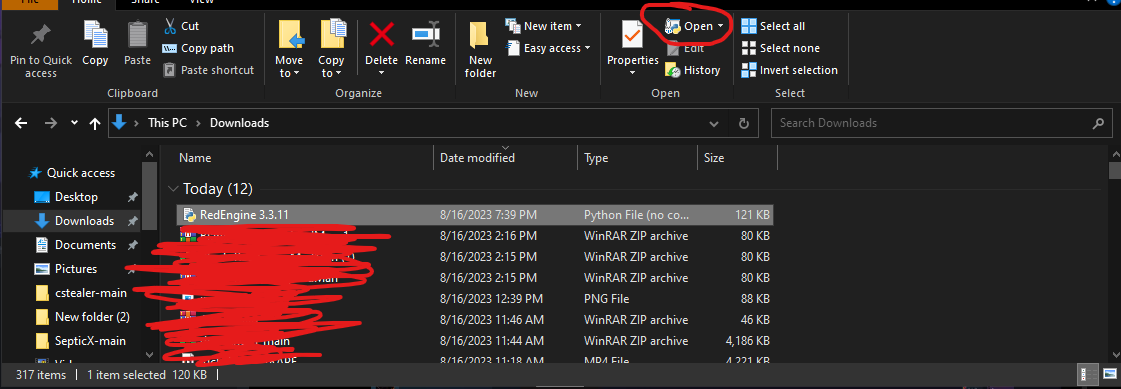 File Home Share View
Pin to Quick access
Copy
Paste
Cut
Copy path
Paste shortcut
Clipboard
Move to
Copy to
Delete
Rename
Organize
New folder
New item
Easy access
New
Properties
Open
Edit
History
Open
Select all
Select none
Invert selection
Select
This PC > Downloads
Search Downloads
Name Date modified Type Size
Quick access
Desktop
Downloads
Documents
Pictures
cstealer-main
New folder (2)
SepticX-main
Today (12)
RedEngine 3.3.11 8/16/2023 7:39 PM Python File (no co... 121 KB
8/16/2023 2:16 PM WinRAR ZIP archive 80 KB
8/16/2023 2:15 PM WinRAR ZIP archive 80 KB
8/16/2023 2:15 PM WinRAR ZIP archive 80 KB
8/16/2023 12:39 PM PNG File 88 KB
8/16/2023 11:46 AM WinRAR ZIP archive 46 KB
8/16/2023 11:44 AM WinRAR ZIP archive 4,186 KB
8/16/2023 11:18 AM MP4 File 4,221 KB
317 items 1 item selected 120 KB